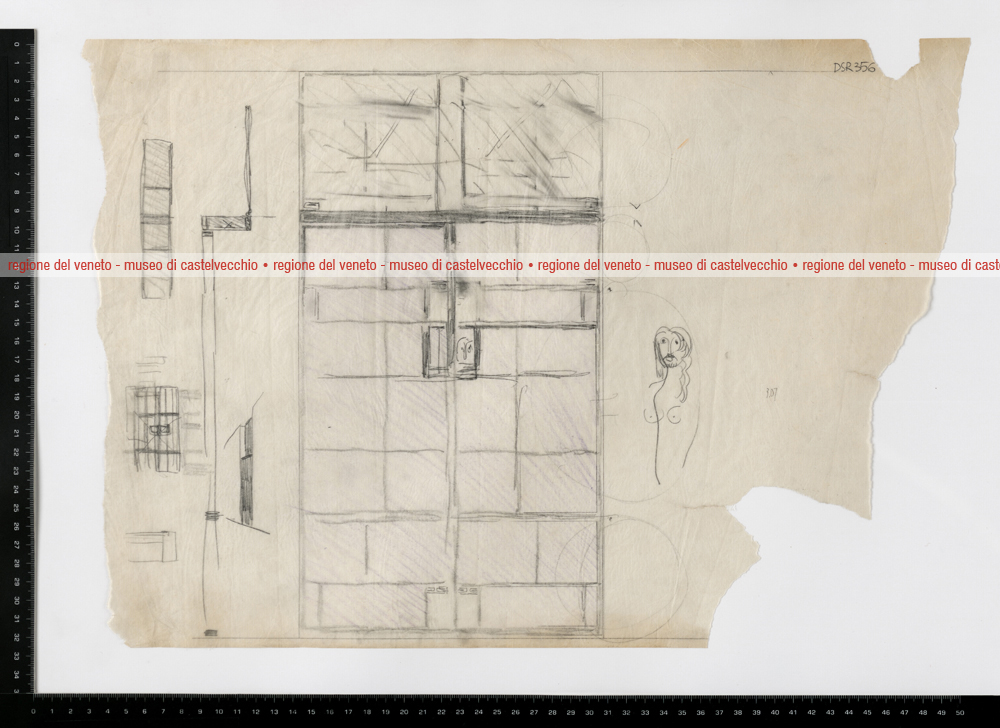 DSR356
regione del veneto - museo di castelvecchio • regione del veneto - museo di castelvecchio • regione del veneto - museo di castelvecchio • regione del veneto - museo di cast
0 1 2 3 4 5 6 7 8 9 10 11 13 14 15 16 17 18 19 20 21 22 23 24 25 26 27 28 29 30 31 32 33 34 3
0 1 2 3 4 5 6 7 8 9 10 11 12 13 14 15 16 17 18 19 20 21 22 23 24 25 26 27 28 29 30 31 32 33 34 35 36 37 38 39 40 41 42 43 44 45 46 47 48 49 50